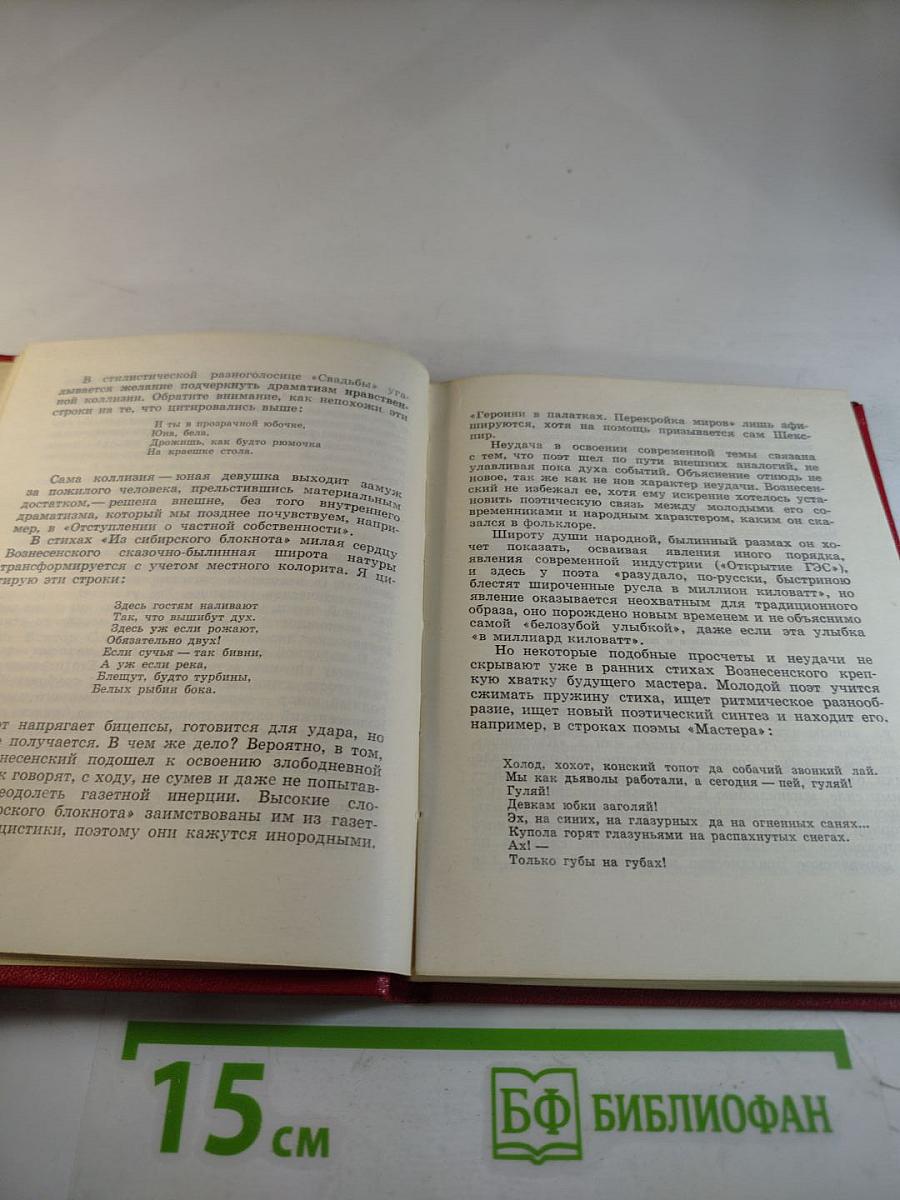 В стилистической разноголосице «Свадьбы» уга-
дывается желание подчеркнуть драматизм нравствен-
ной коллизии. Обратите внимание, как непохожи эти
строки на те, что цитировались выше:
И ты в прозрачной юбочке,
Юна, бела,
Дрожишь, как будто рюмочка
На краешке стола.
Сама коллизия — юная девушка выходит замуж
за пожилого человека, прельстившись материальным
достатком, — решена внешне, без того внутреннего
драматизма, который мы позднее почувствуем, напри-
мер, в «Отступлении о частной собственности».
В стихах «Из сибирского блокнота» милая сердцу
Вознесенского сказочно-былинная широта натуры
трансформируется с учетом местного колорита. Я ци-
тирую эти строки:
Здесь гостям наливают
Так, что вышибут дух.
Здесь уж если рожают,
Обязательно двух!
Если сучья — так бивни,
А уж если река,
Блещут, будто турбины,
Белых рыбин бока.
от напрягает бицепсы, готовится для удара, но
е получается. В чем же дело? Вероятно, в том,
несенский подошел к освоению злободневной
к говорят, с ходу, не сумев и даже не попытав-
еодолеть газетной инерции. Высокие сло-
рского блокнота» заимствованы им из газет-
цистики, поэтому они кажутся инородными.
«Героини в палатках. Перекройка миров» лишь афи-
шируются, хотя на помощь призывается сам Шекс-
пир.
Неудача в освоении современной темы связана
с тем, что поэт шел по пути внешних аналогий, не
улавливая пока духа событий. Объяснение отнюдь не
новое, так же как не нов характер неудачи. Вознесен-
ский не избежал ее, хотя ему искренне хотелось уста-
новить поэтическую связь между молодыми его со-
временниками и народным характером, каким он ска-
зался в фольклоре.
Широту души народной, былинный размах он хо-
чет показать, осваивая явления иного порядка,
явления современной индустрии («Открытие ГЭС»),
и здесь у поэта «разудало, по-русски, быстриною
блестят широченные русла в миллион киловатт», но
явление оказывается неохватным для традиционного
образа, оно порождено новым временем и не объяснимо
самой «белозубой улыбкой», даже если эта улыбка
«в миллиард киловатт».
Но некоторые подобные просчеты и неудачи не
скрывают уже в ранних стихах Вознесенского креп-
кую хватку будущего мастера. Молодой поэт учится
сжимать пружину стиха, ищет ритмическое разнооб-
разие, ищет новый поэтический синтез и находит его,
например, в строках поэмы «Мастера»:
Холод, хохот, конский топот да собачий звонкий лай.
Мы как дьяволы работали, а сегодня — пей, гуляй!
Гуляй!
Девкам юбки заголяй!
Эх, на синих, на глазурных да на огненных санях...
Купола горят глазуньями на распахнутых снегах.
Ах! —
Только губы на губах!
15 см
БФ БИБЛИОФАН